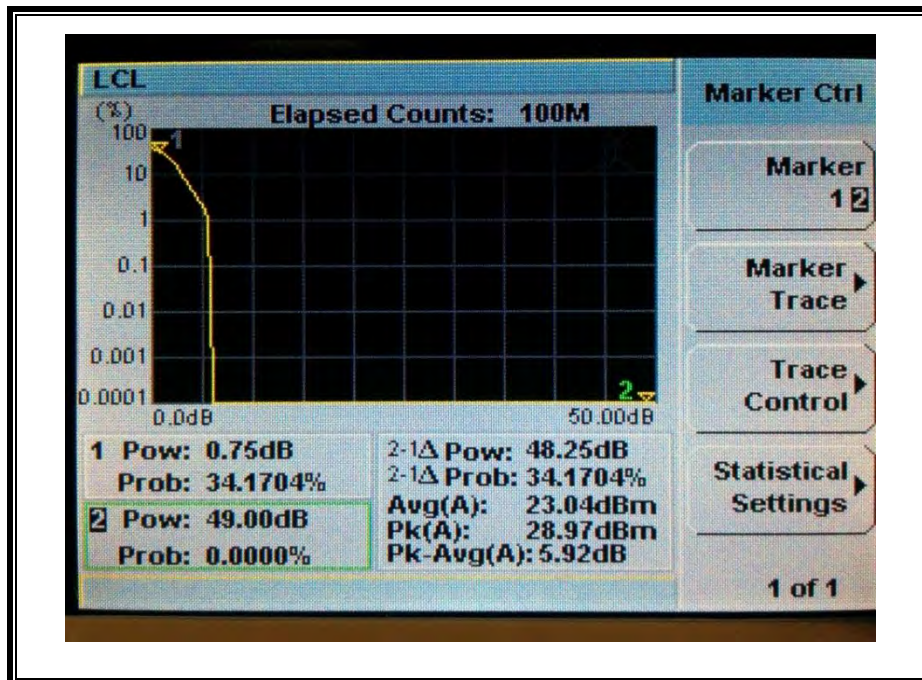 LCL
(%)
Elapsed Counts: 100M
100
1
10
1
0.1
0.01
0.001
0.0001
2
0.0dB
50.00dB
1 Pow: 0.75dB
Prob: 34.1704%
2 Pow: 49.00dB
Prob: 0.0000%
2-1Δ Pow: 48.25dB
2-1Δ Prob: 34.1704%
Avg(A): 23.04dBm
Pk(A): 28.97dBm
Pk-Avg(A): 5.92dB
Marker Ctrl
Marker
1 2
Marker
Trace
Trace
Control
Statistical
Settings
1 of 1